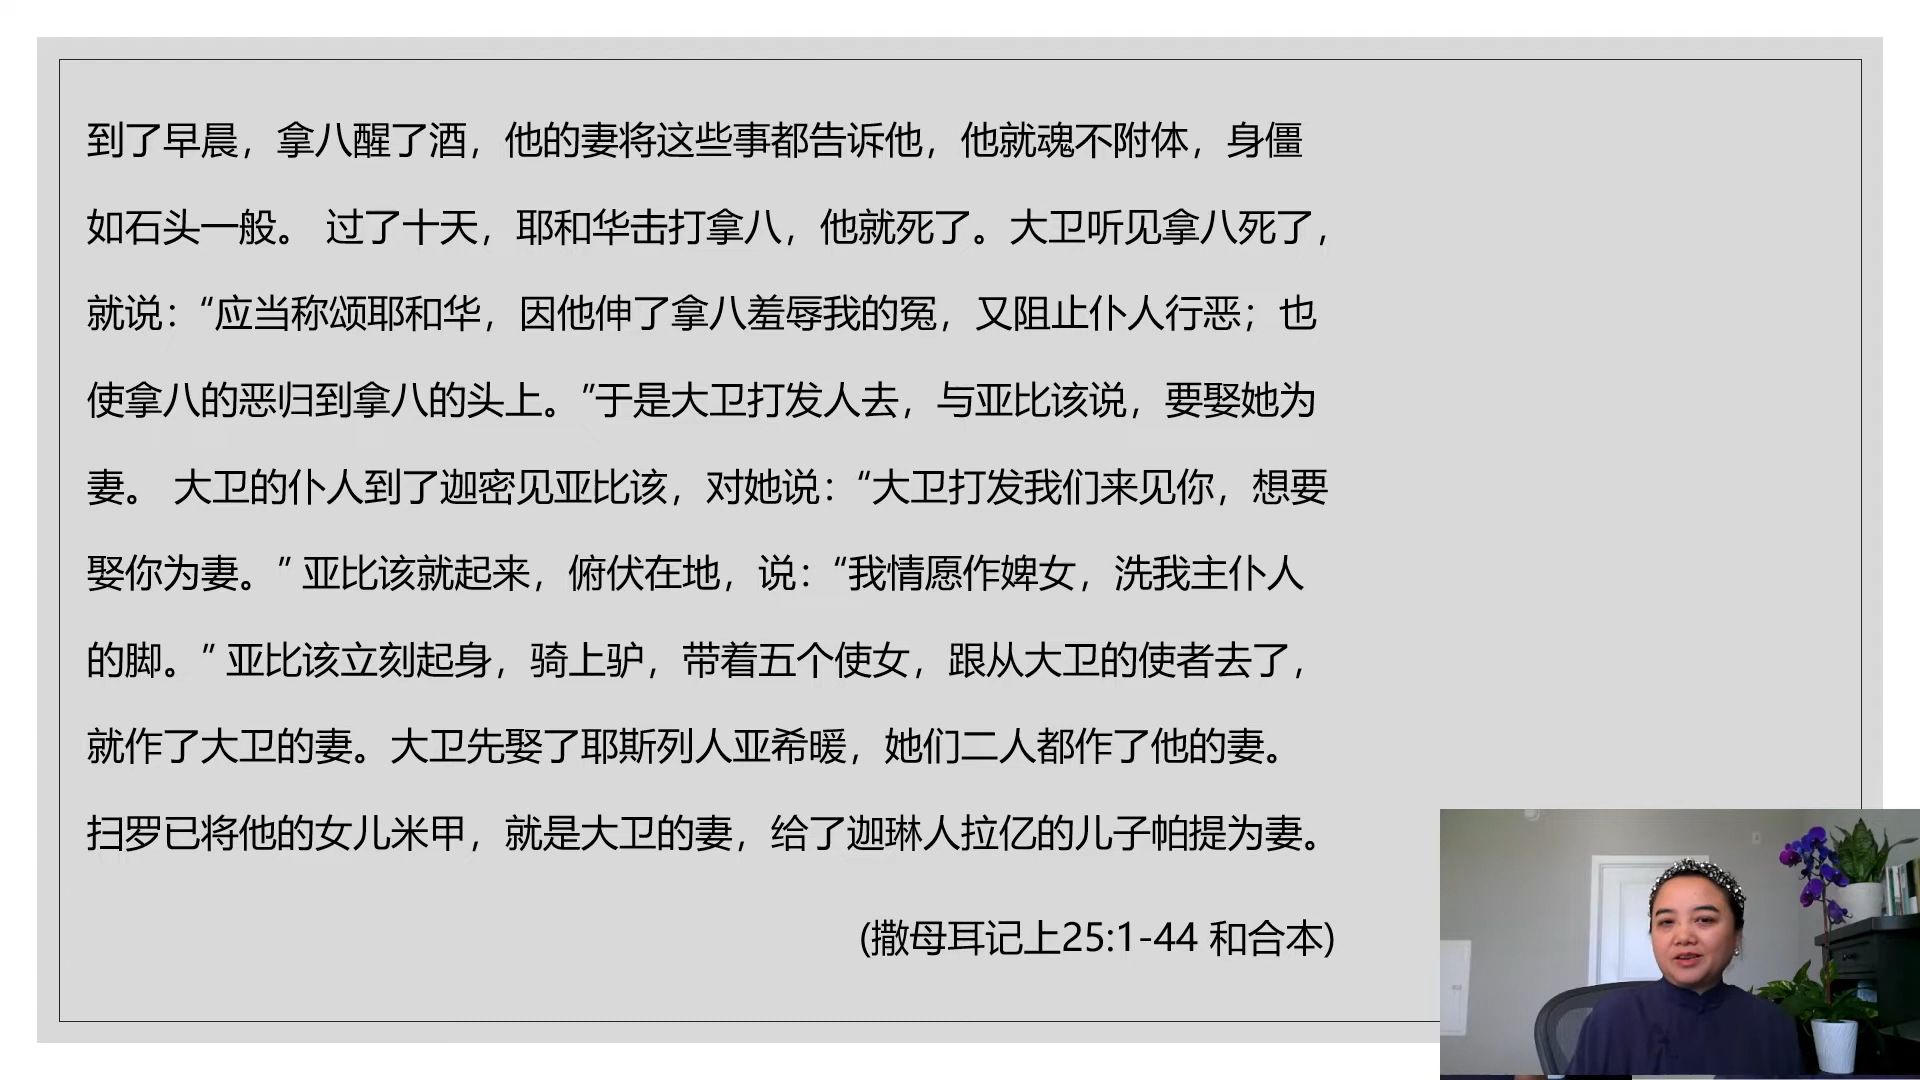 到了早晨，拿八醒了酒，他的妻将这些事都告诉他，他就魂不附体，身僵
如石头一般。 过了十天，耶和华击打拿八，他就死了。大卫听见拿八死了，
就说：“应当称颂耶和华，因他伸了拿八羞辱我的冤，又阻止仆人行恶；也
使拿八的恶归到拿八的头上。”于是大卫打发人去，与亚比该说，要娶她为
妻。 大卫的仆人到了迦密见亚比该，对她说：“大卫打发我们来见你，想要
娶你为妻。” 亚比该就起来，俯伏在地，说：“我情愿作婢女，洗我主仆人
的脚。” 亚比该立刻起身，骑上驴，带着五个使女，跟从大卫的使者去了，
就作了大卫的妻。大卫先娶了耶斯列人亚希暖，她们二人都作了他的妻。
扫罗已将他的女儿米甲，就是大卫的妻，给了迦琳人拉亿的儿子帕提为妻。
(撒母耳记上25:1-44 和合本)